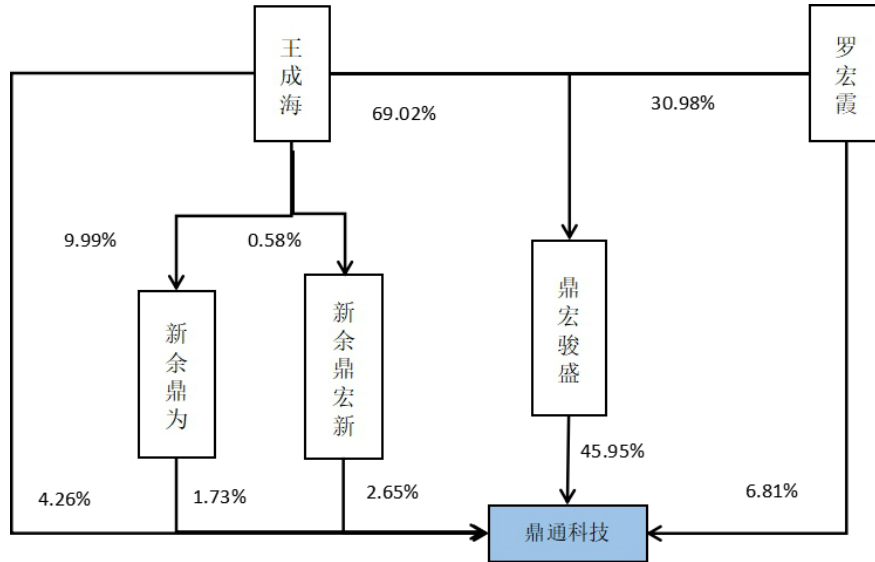 王成海
罗宏霞
69.02%
30.98%
9.99%
0.58%
新余鼎为
新余鼎宏新
鼎宏骏盛
45.95%
4.26%
1.73%
2.65%
6.81%
鼎通科技